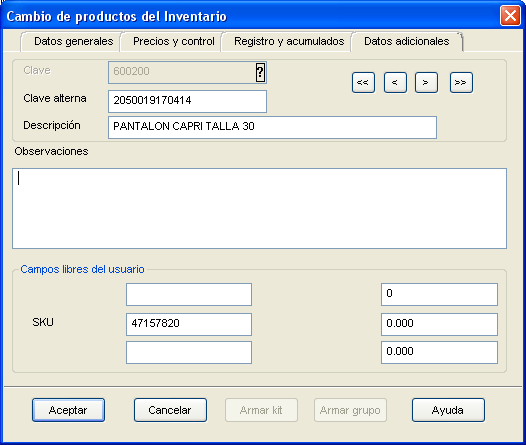 Cambio de productos del Inventario
Datos generales Precios y control Registro y acumulados Datos adicionales
Clave 600200 ? << < > >>
Clave alterna 2050019170414
Descripción PANTALON CAPRI TALLA 30
Observaciones
Campos libres del usuario
0
SKU 47157820 0.000
0.000
Aceptar Cancelar Armar kit Armar grupo Ayuda